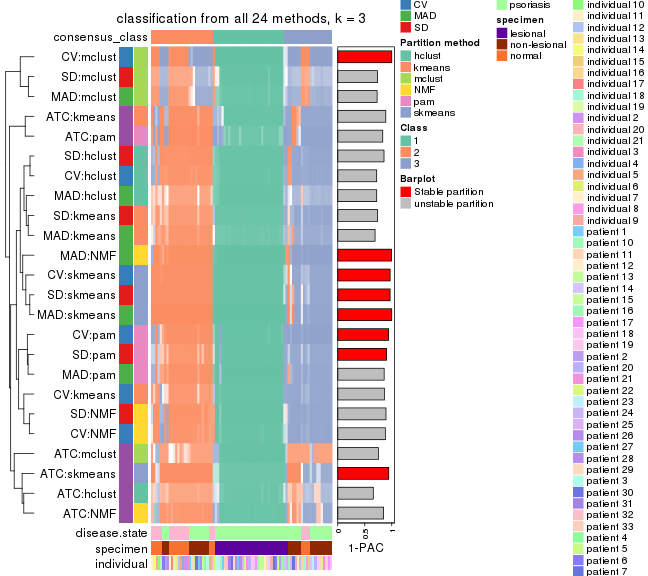 classification from all 24 methods, k = 3
consensus_class
CV:mclust
SD:mclust
MAD:mclust
ATC:kmeans
ATC:pam
SD:hclust
CV:hclust
MAD:hclust
SD:kmeans
MAD:kmeans
MAD:NMF
CV:skmeans
SD:skmeans
MAD:skmeans
CV:pam
SD:pam
MAD:pam
CV:kmeans
SD:NMF
CV:NMF
ATC:mclust
ATC:skmeans
ATC:hclust
ATC:NMF
disease.state
specimen
individual
0
0.5
1
1-PAC
CV
MAD
SD
Partition method
hclust
kmeans
mclust
NMF
pam
skmeans
Class
1
2
3
Barplot
Stable partition
unstable partition
psoriasis
specimen
lesional
non-lesional
normal
individual 10
individual 11
individual 12
individual 13
individual 14
individual 15
individual 16
individual 17
individual 18
individual 19
individual 2
individual 20
individual 21
individual 3
individual 4
individual 5
individual 6
individual 7
individual 8
individual 9
patient 1
patient 10
patient 11
patient 12
patient 13
patient 14
patient 15
patient 16
patient 17
patient 18
patient 19
patient 2
patient 20
patient 21
patient 22
patient 23
patient 24
patient 25
patient 26
patient 27
patient 28
patient 29
patient 3
patient 30
patient 31
patient 32
patient 33
patient 4
patient 5
patient 6
patient 7